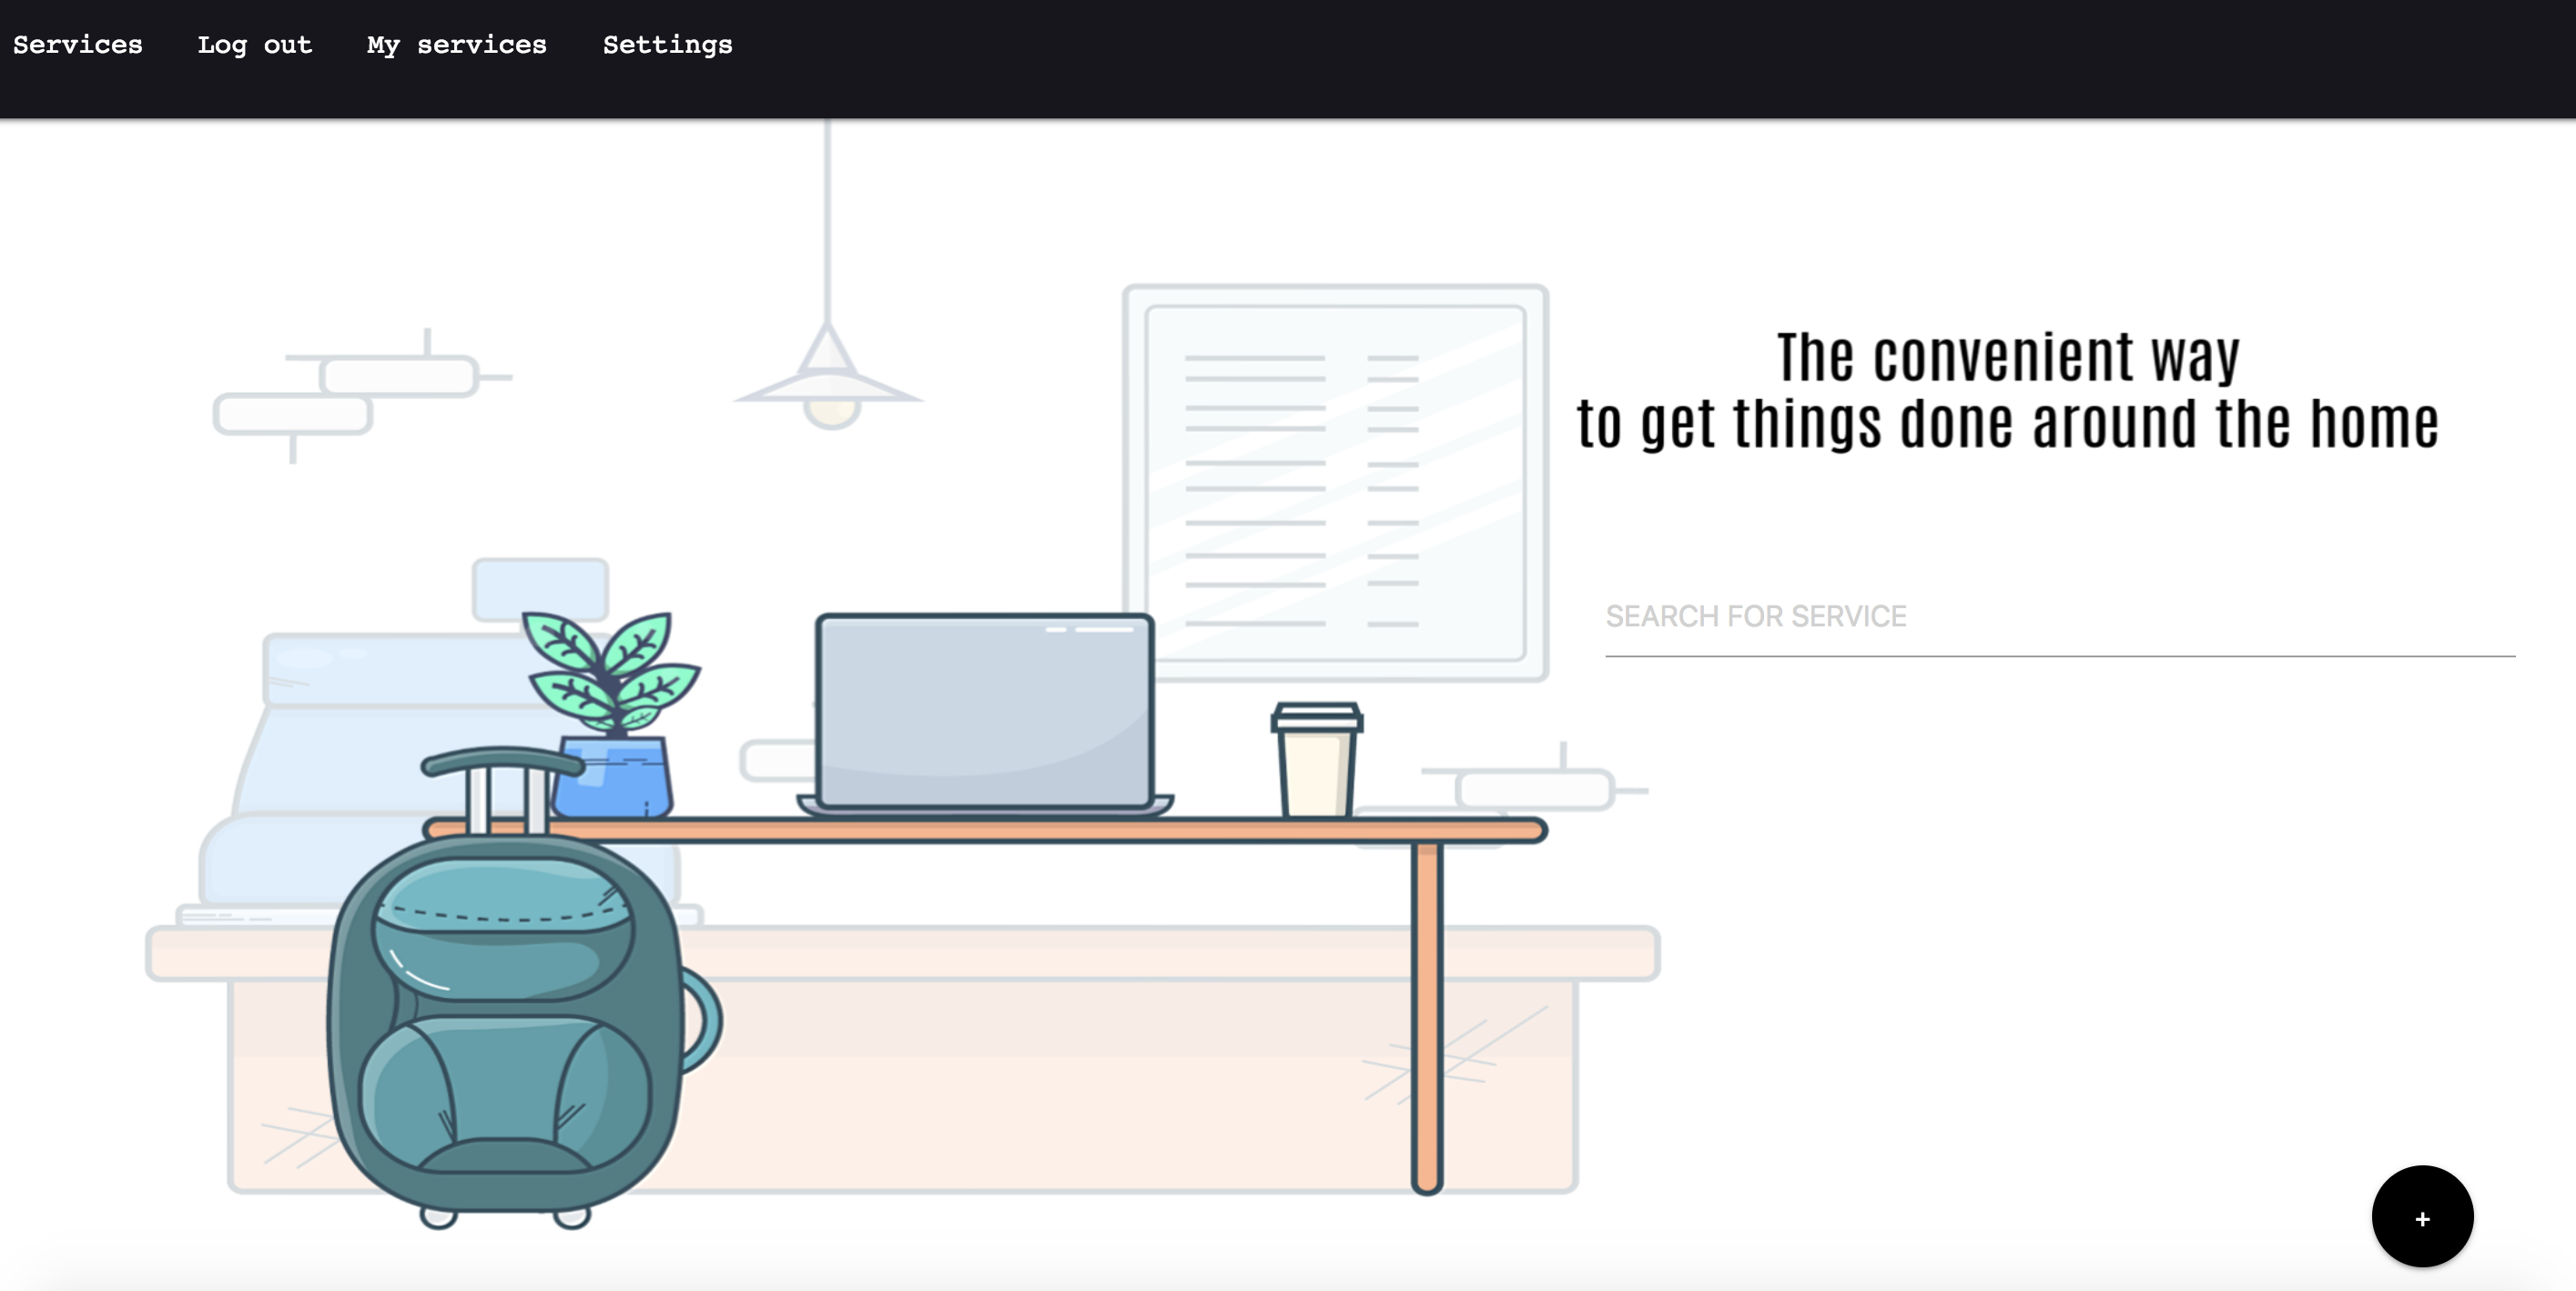 Services Log out My services Settings
The convenient way
to get things done around the home
SEARCH FOR SERVICE
+